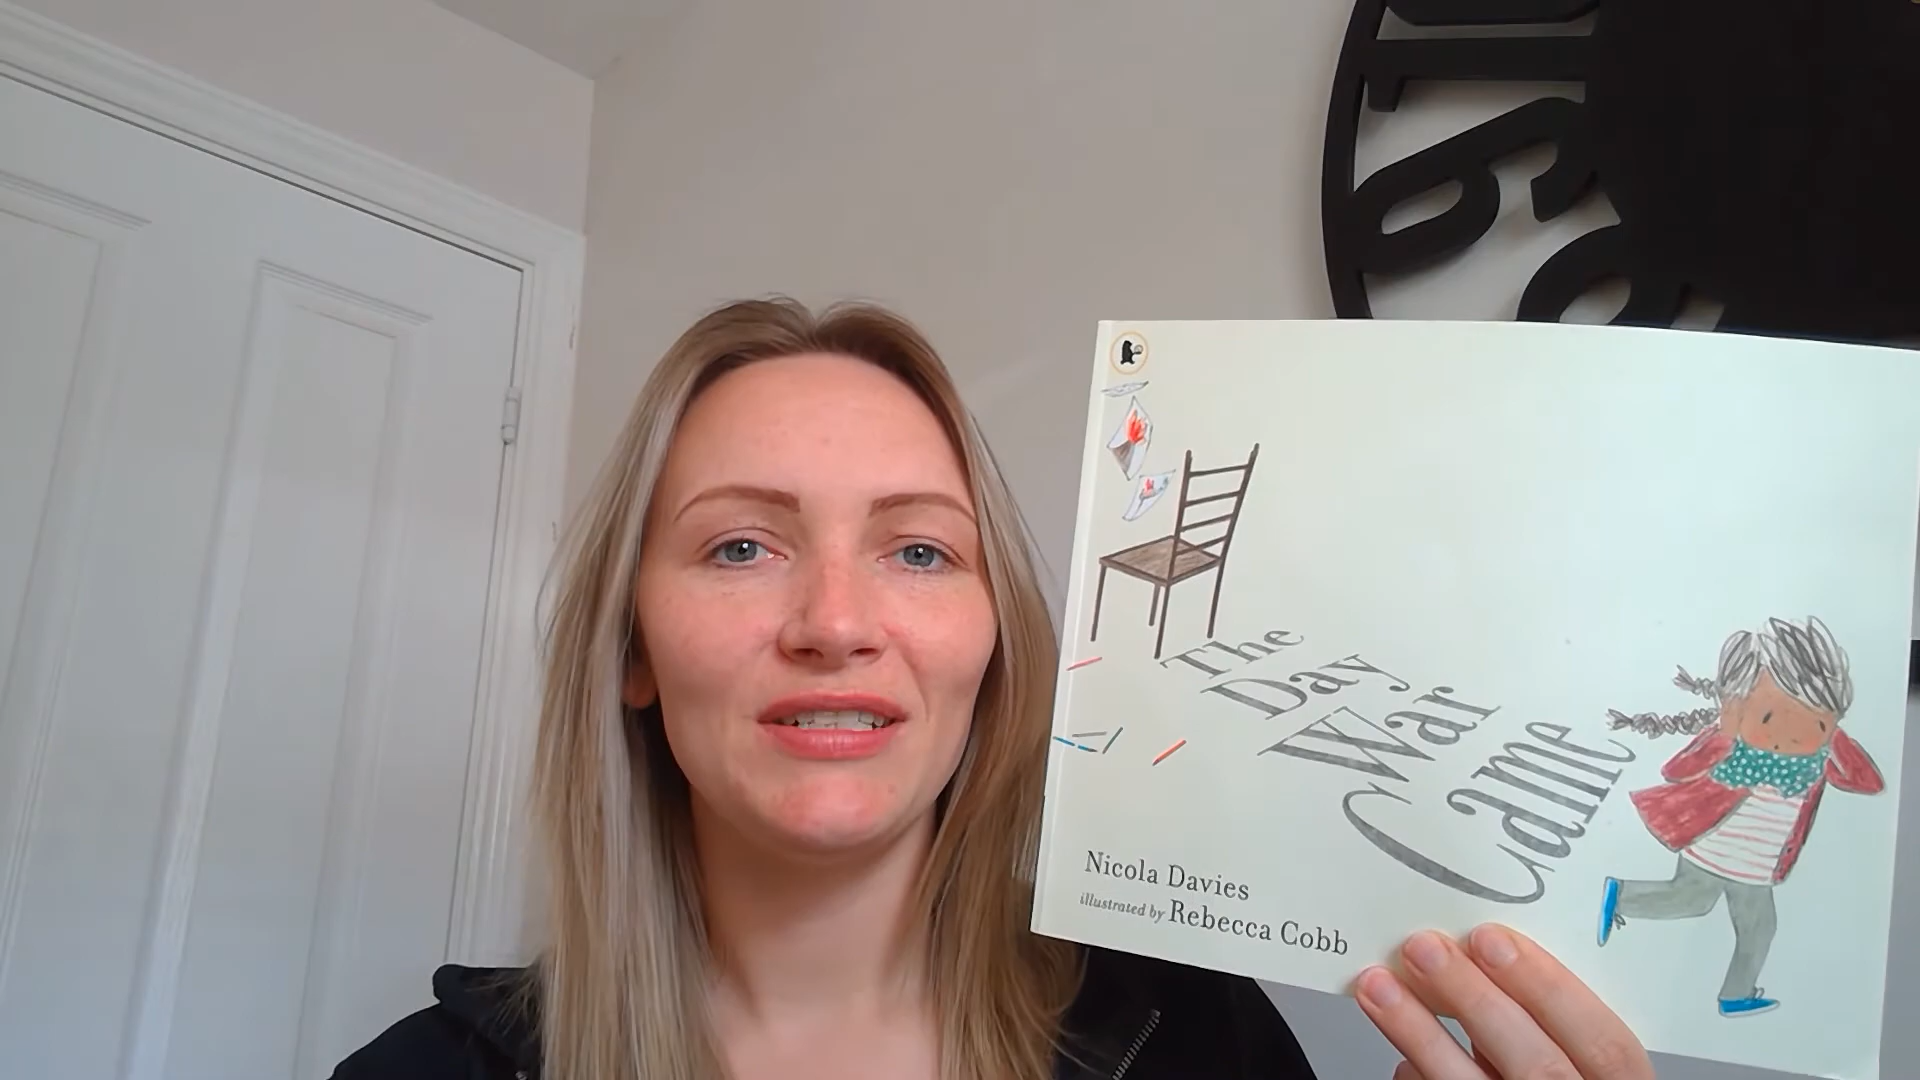 The
Day
War
Came
Nicola Davies
illustrated by Rebecca Cobb